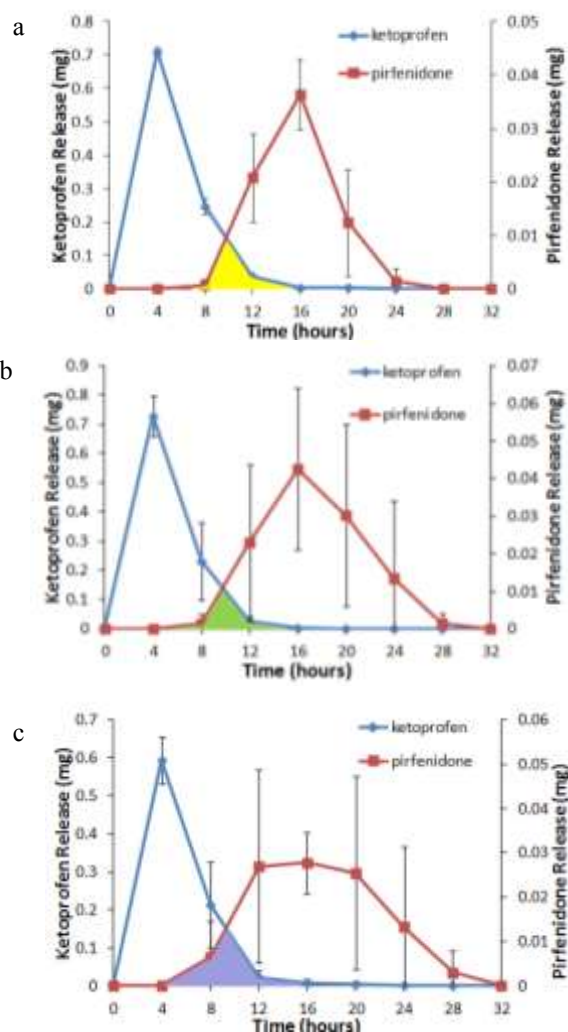 a
Ketoprofen Release (mg)
0.8
0.7
0.6
0.5
0.4
0.3
0.2
0.1
0
ketoprofen
pirfenidone
0.05
0.04
0.03
0.02
0.01
0
Pirfenidone Release (mg)
0 4 8 12 16 20 24 28 32
Time (hours)
b
Ketoprofen Release (mg)
0.9
0.8
0.7
0.6
0.5
0.4
0.3
0.2
0.1
0
ketoprofen
pirfenidone
0.07
0.06
0.05
0.04
0.03
0.02
0.01
0
Pirfenidone Release (mg)
0 4 8 12 16 20 24 28 32
Time (hours)
c
Ketoprofen Release (mg)
0.7
0.6
0.5
0.4
0.3
0.2
0.1
0
ketoprofen
pirfenidone
0.06
0.05
0.04
0.03
0.02
0.01
0
Pirfenidone Release (mg)
0 4 8 12 16 20 24 28 32
Time (hours)